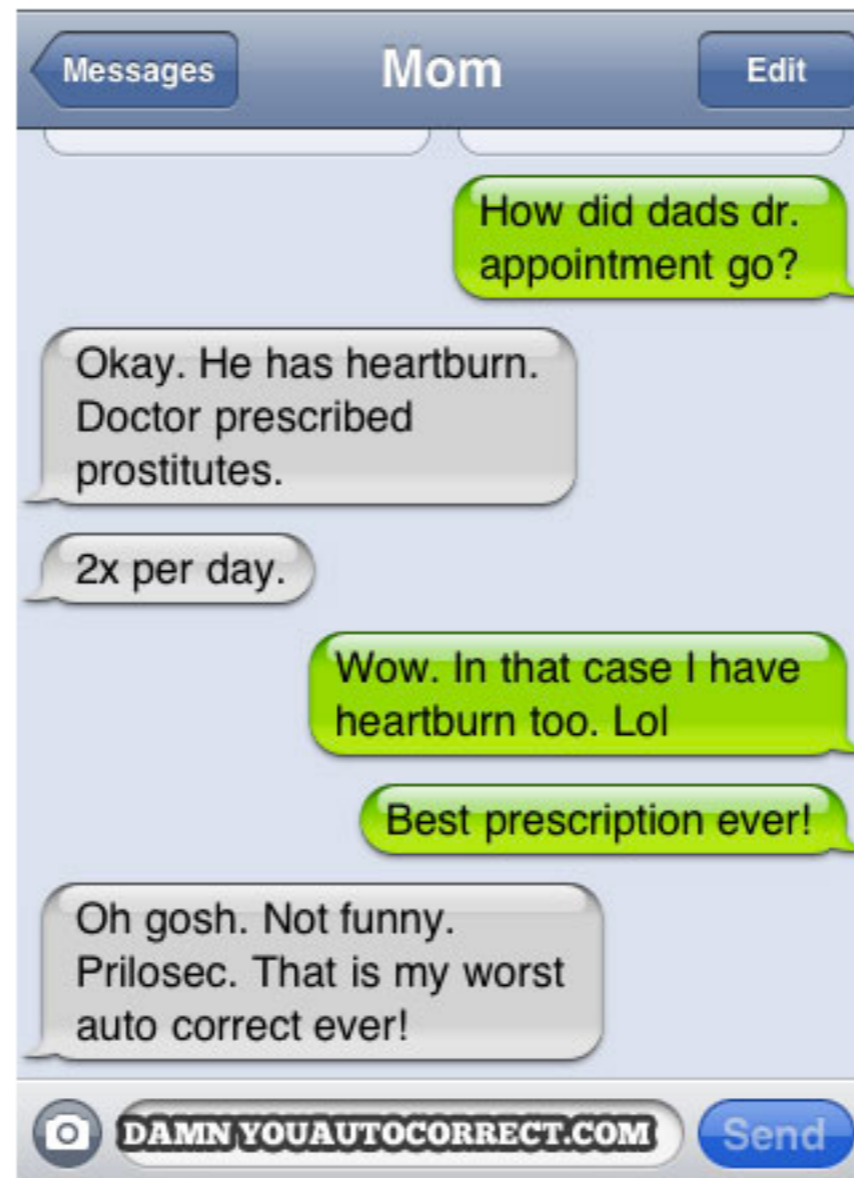 Messages
Mom
Edit
How did dads dr.
appointment go?
Okay. He has heartburn.
Doctor prescribed
prostitutes.
2x per day.
Wow. In that case I have
heartburn too. Lol
Best prescription ever!
Oh gosh. Not funny.
Prilosec. That is my worst
auto correct ever!
DAMNYOUAUTOCORRECT.COM
Send